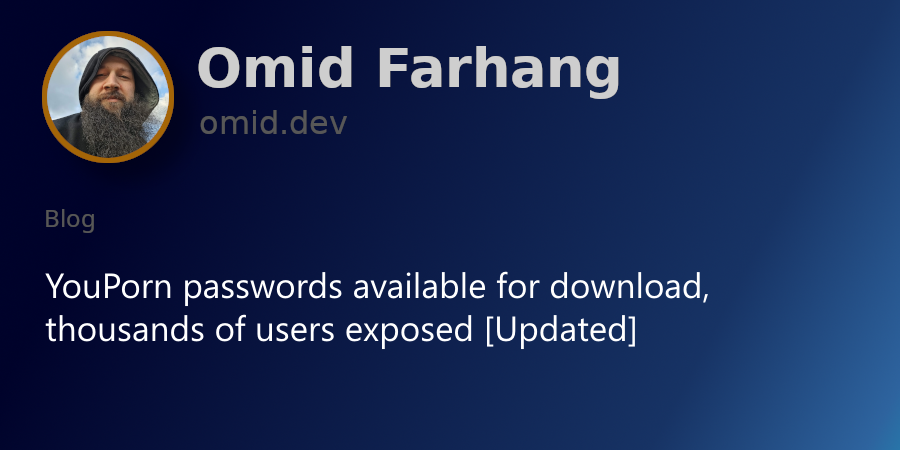 Omid Farhang
omid.dev
Blog
YouPorn passwords available for download,
thousands of users exposed [Updated]